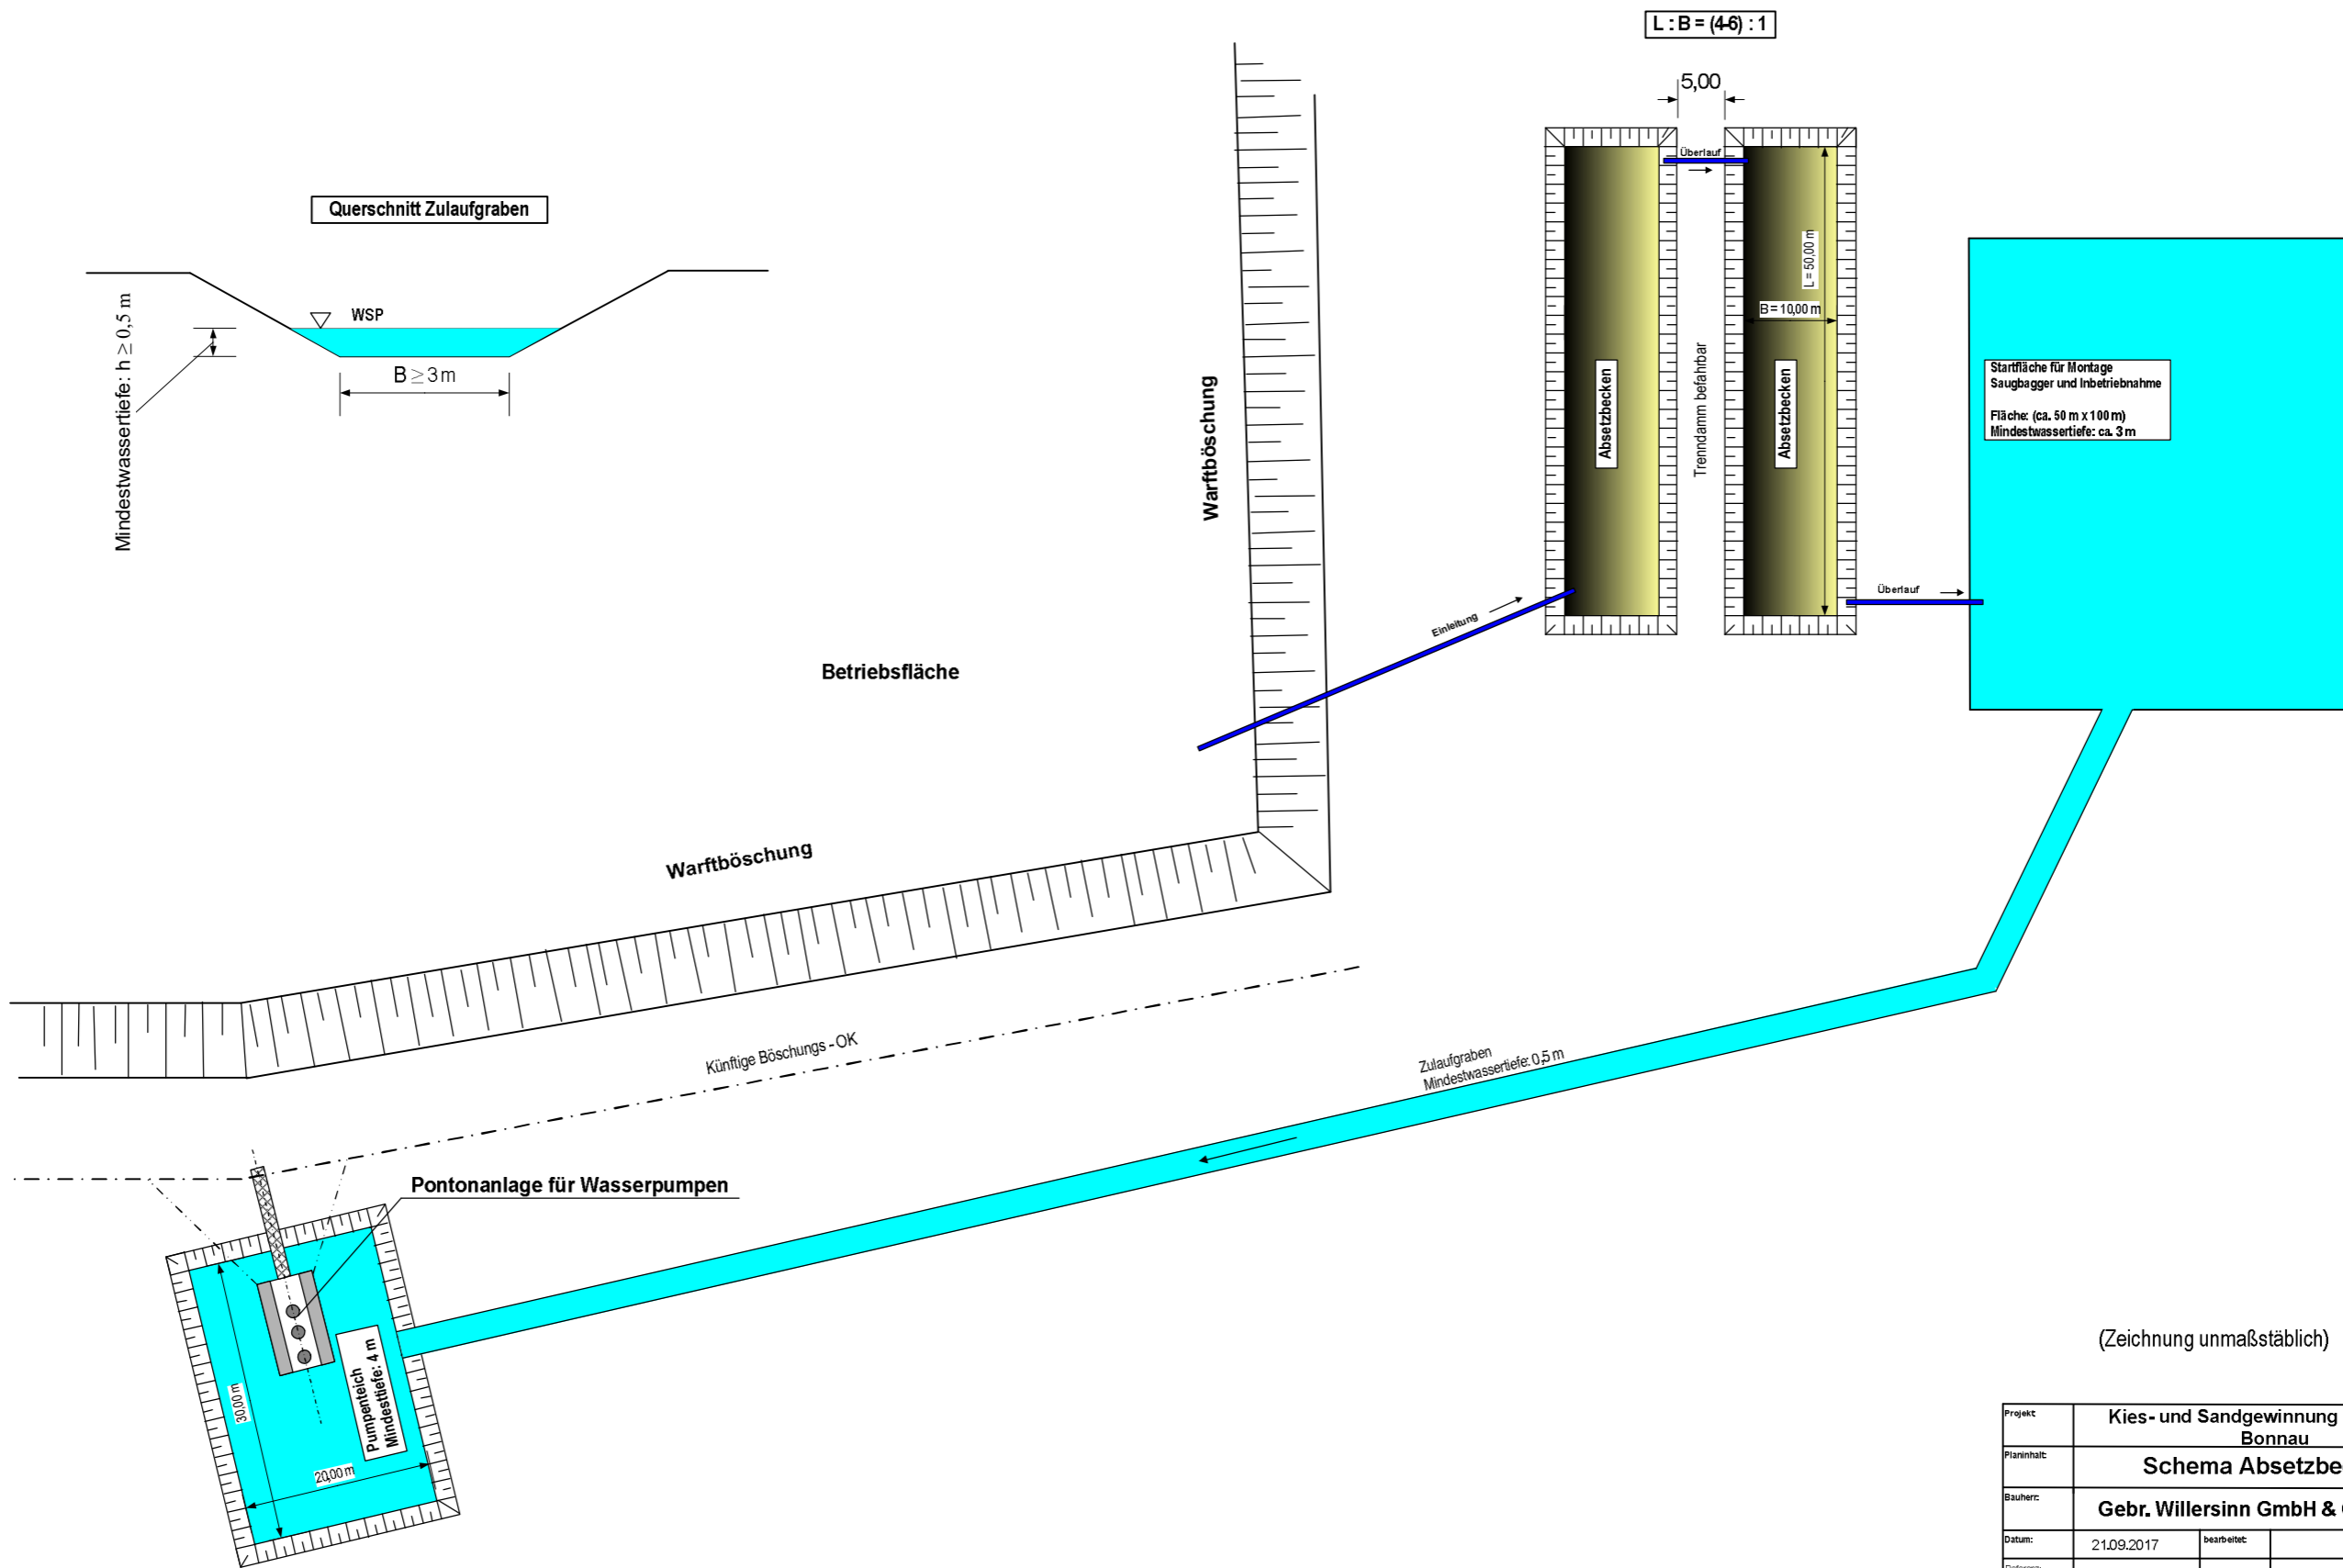 L : B = (4-6) : 1
5,00
Querschnitt Zulaufgraben
WSP
Mindestwassertiefe: h ≥ 0,5 m
B ≥ 3 m
Warftböschung
Betriebsfläche
Warftböschung
Einleitung
Absetzbecken
Überlauf
Trenndamm befahrbar
Absetzbecken
L = 50,00 m
B = 10,00 m
Überlauf
Startfläche für Montage
Saugbagger und Inbetriebnahme
Fläche: (ca. 50 m x 100 m)
Mindestwassertiefe: ca. 3 m
Künftige Böschungs - OK
Zulaufgraben
Mindestwassertiefe: 0,5 m
Pontonanlage für Wasserpumpen
Pumpenteich
Mindesttiefe: 4 m
30,00 m
20,00 m
(Zeichnung unmaßstäblich)
Projekt: Kies- und Sandgewinnung
Bonnau
Planinhalt: Schema Absetzbe
Bauherr: Gebr. Willersinn GmbH &
Datum: 21.09.2017 bearbeitet: